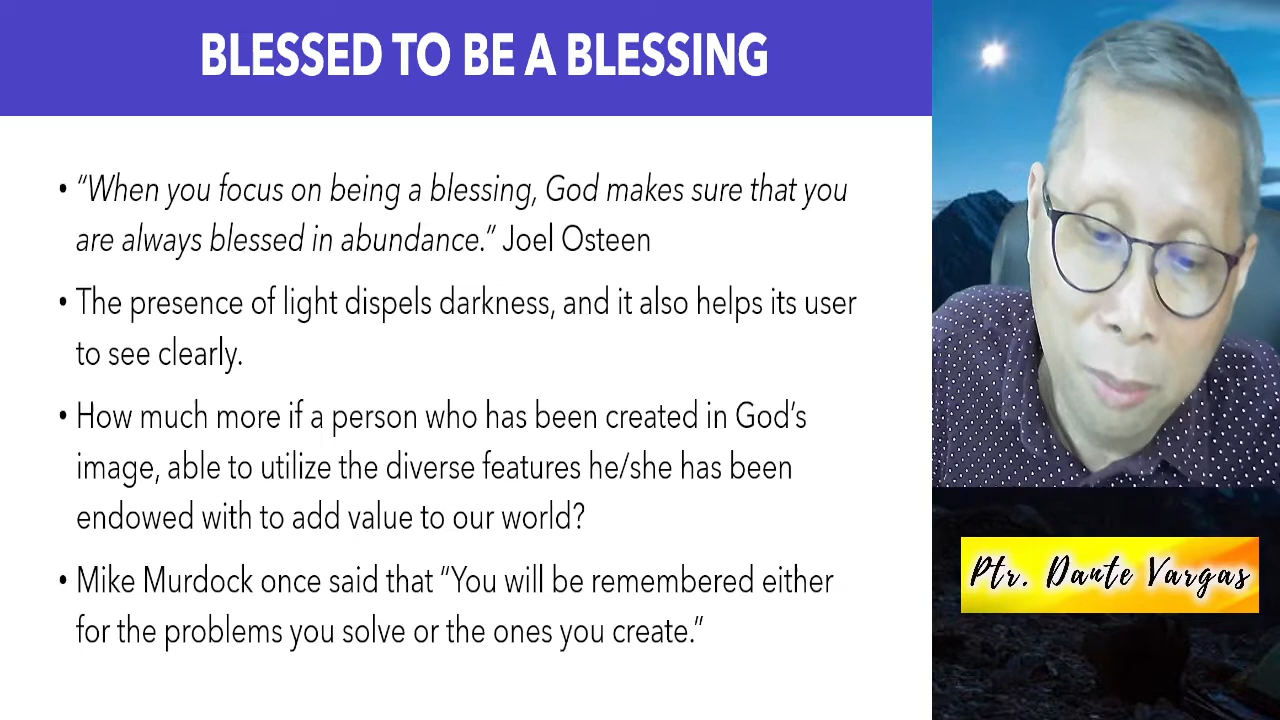 BLESSED TO BE A BLESSING
• “When you focus on being a blessing, God makes sure that you
are always blessed in abundance.” Joel Osteen
• The presence of light dispels darkness, and it also helps its user
to see clearly.
• How much more if a person who has been created in God’s
image, able to utilize the diverse features he/she has been
endowed with to add value to our world?
• Mike Murdock once said that “You will be remembered either
for the problems you solve or the ones you create.”
Ptr. Dante Vargas